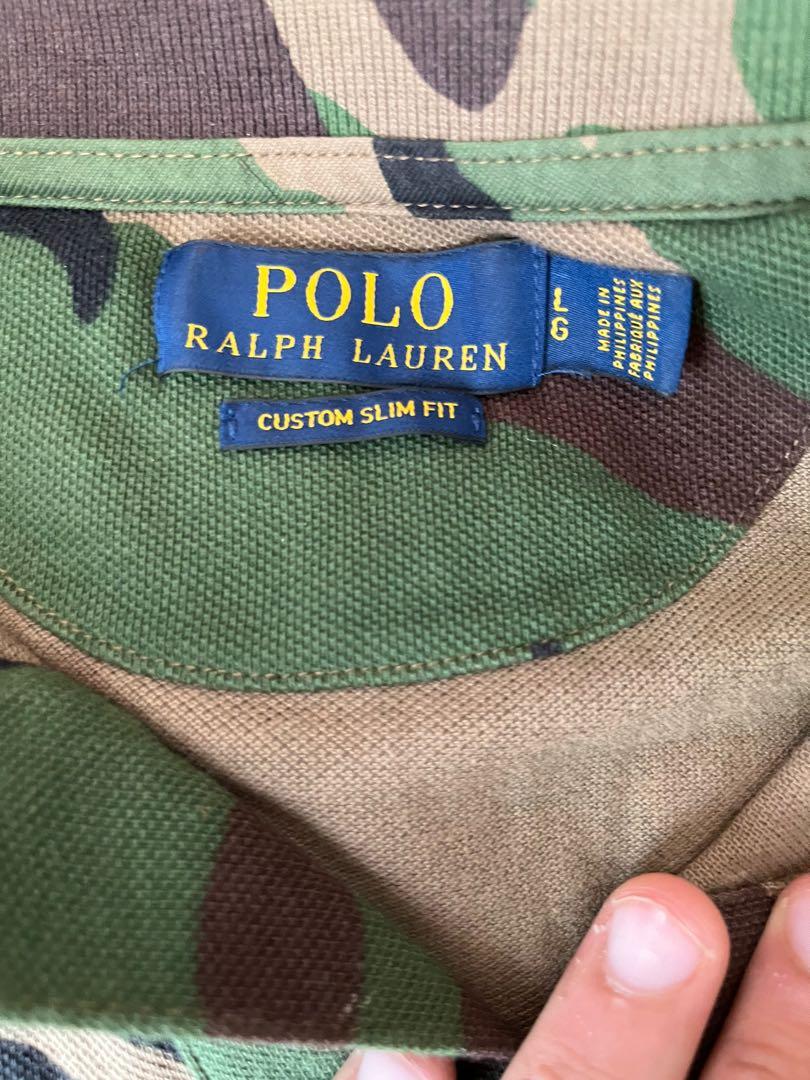 POLO
RALPH LAUREN
L
G
MADE IN
PHILIPPINES
FABRIQUÉ AUX
PHILIPPINES
CUSTOM SLIM FIT